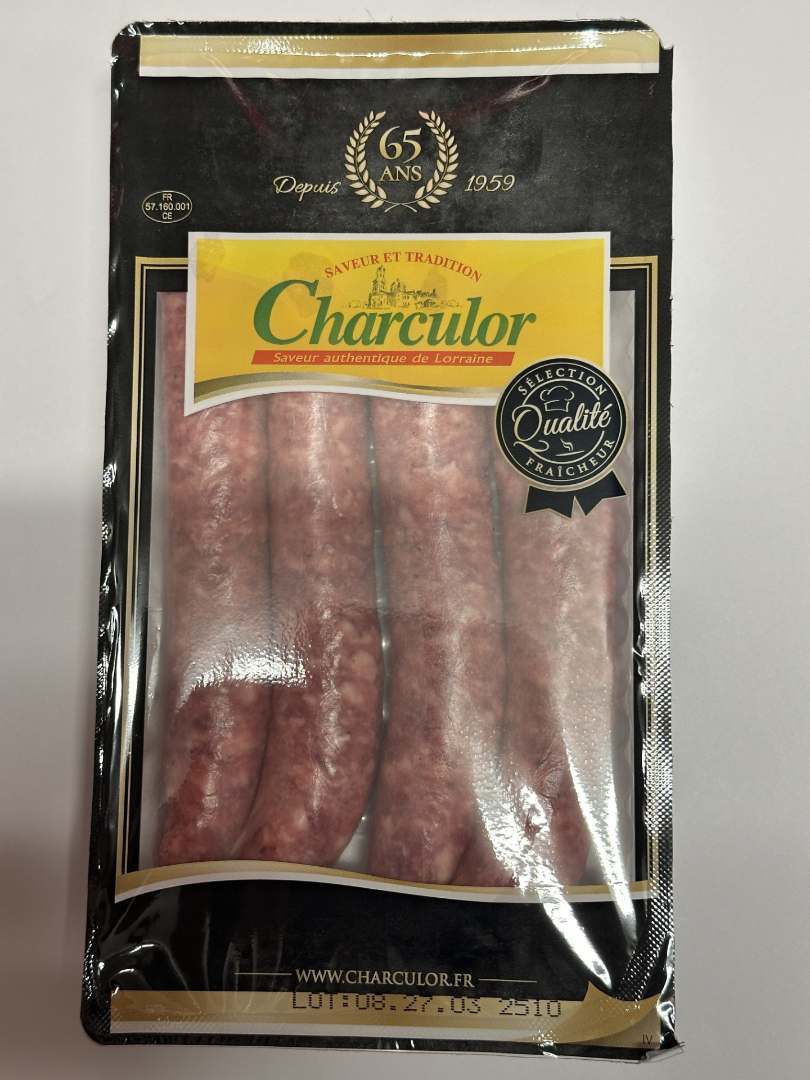 65
ANS
Depuis 1959
FR
57.160.001
CE
SAVEUR ET TRADITION
Charculor
Saveur authentique de Lorraine
SÉLECTION
Qualité
FRAÎCHEUR
WWW.CHARCULOR.FR
LOT:08.27.03 2510
IV